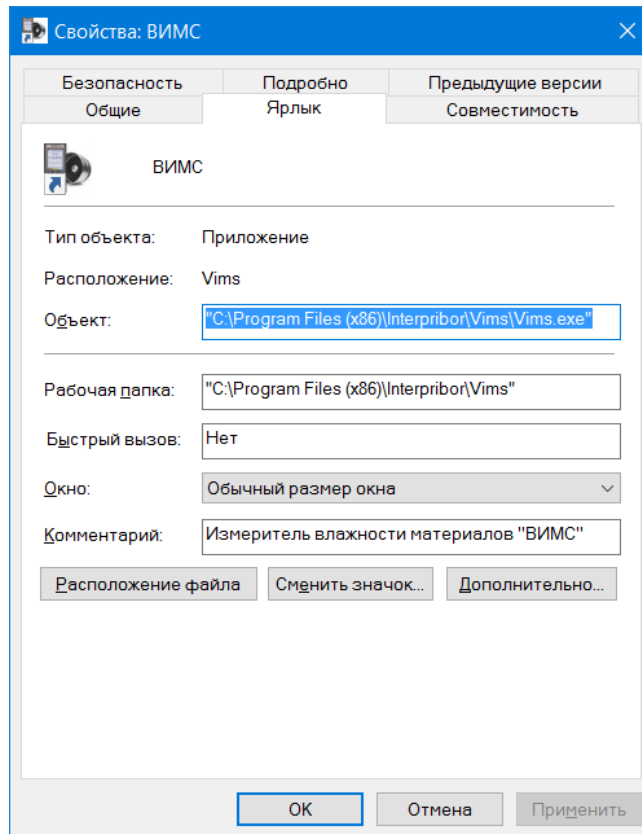 Свойства: ВИМС
Безопасность Подробно Предыдущие версии
Общие Ярлык Совместимость
ВИМС
Тип объекта: Приложение
Расположение: Vims
Объект: "C:\Program Files (x86)\Interpribor\Vims\Vims.exe"
Рабочая папка: "C:\Program Files (x86)\Interpribor\Vims"
Быстрый вызов: Нет
Окно: Обычный размер окна
Комментарий: Измеритель влажности материалов "ВИМС"
Расположение файла Сменить значок... Дополнительно...
ОК Отмена Применить